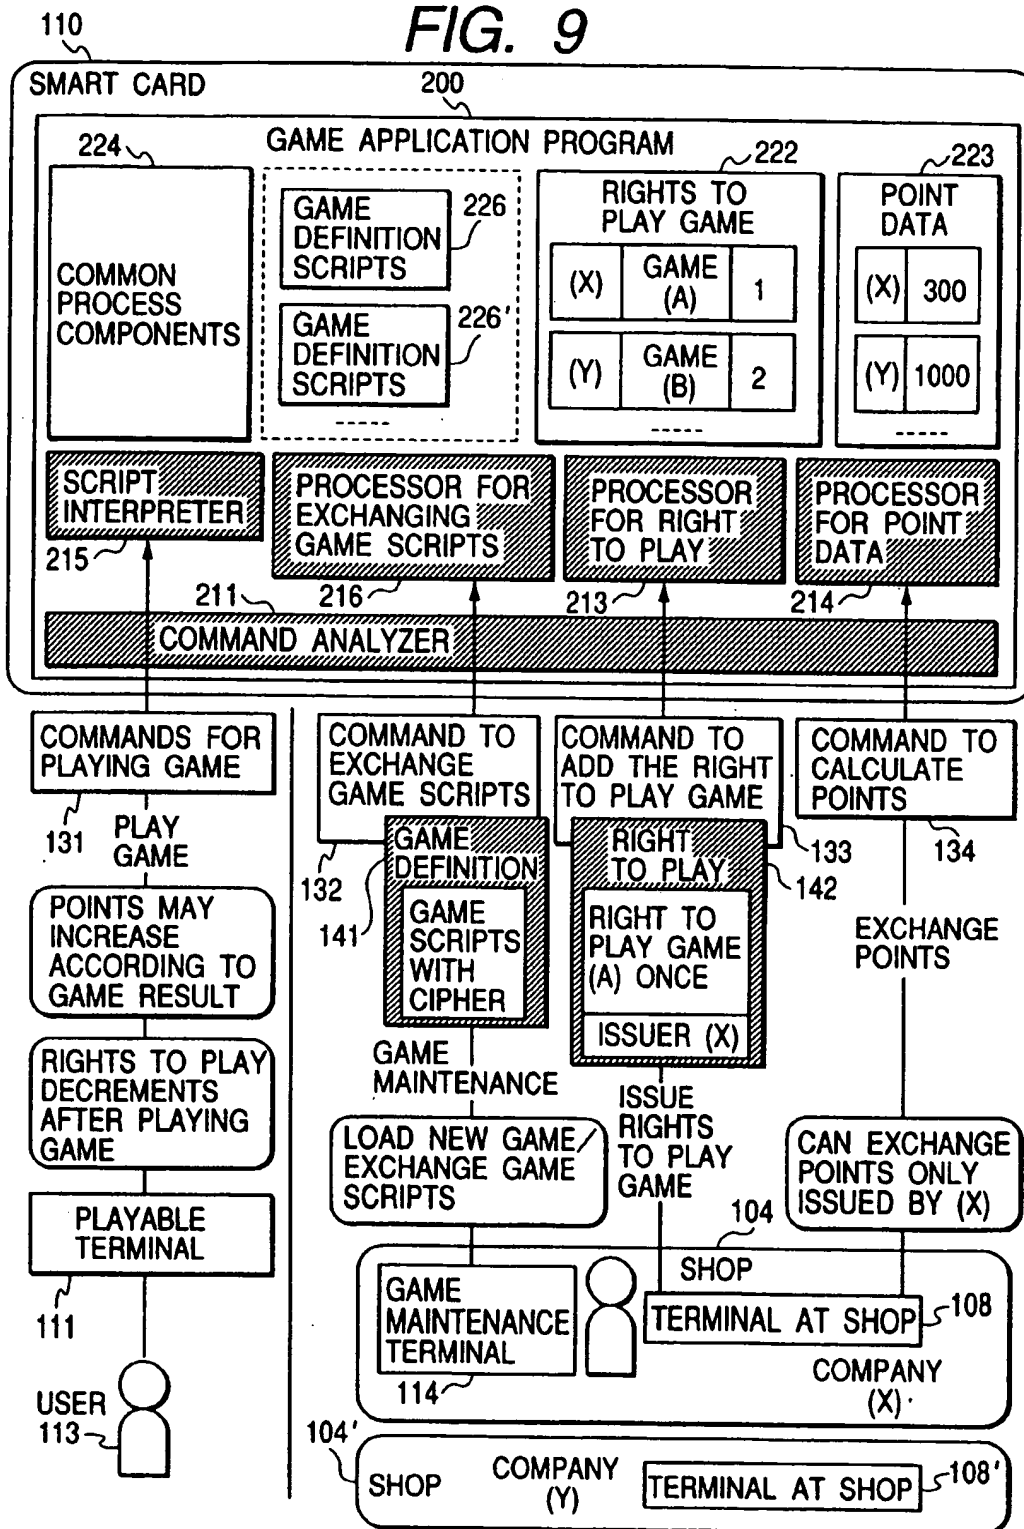 FIG. 9
110
SMART CARD
200
GAME APPLICATION PROGRAM
224
COMMON
PROCESS
COMPONENTS
GAME
DEFINITION
SCRIPTS
226
GAME
DEFINITION
SCRIPTS
226'
-----
222
RIGHTS TO
PLAY GAME
(X) GAME (A) 1
(Y) GAME (B) 2
-----
223
POINT
DATA
(X) 300
(Y) 1000
-----
SCRIPT
INTERPRETER
215
PROCESSOR FOR
EXCHANGING
GAME SCRIPTS
216
PROCESSOR
FOR RIGHT
TO PLAY
213
PROCESSOR
FOR POINT
DATA
214
211
COMMAND ANALYZER
COMMANDS FOR
PLAYING GAME
131
PLAY
GAME
POINTS MAY
INCREASE
ACCORDING TO
GAME RESULT
RIGHTS TO PLAY
DECREMENTS
AFTER PLAYING
GAME
PLAYABLE
TERMINAL
111
USER
113
COMMAND TO
EXCHANGE
GAME SCRIPTS
132
GAME
DEFINITION
141
GAME
SCRIPTS
WITH
CIPHER
GAME
MAINTENANCE
LOAD NEW GAME/
EXCHANGE GAME
SCRIPTS
COMMAND TO
ADD THE RIGHT
TO PLAY GAME
133
RIGHT
TO PLAY
142
RIGHT TO
PLAY GAME
(A) ONCE
ISSUER (X)
ISSUE
RIGHTS
TO PLAY
GAME
COMMAND TO
CALCULATE
POINTS
134
EXCHANGE
POINTS
CAN EXCHANGE
POINTS ONLY
ISSUED BY (X)
104
SHOP
GAME
MAINTENANCE
TERMINAL
114
TERMINAL AT SHOP
108
COMPANY
(X)
104'
SHOP
COMPANY
(Y)
TERMINAL AT SHOP
108'